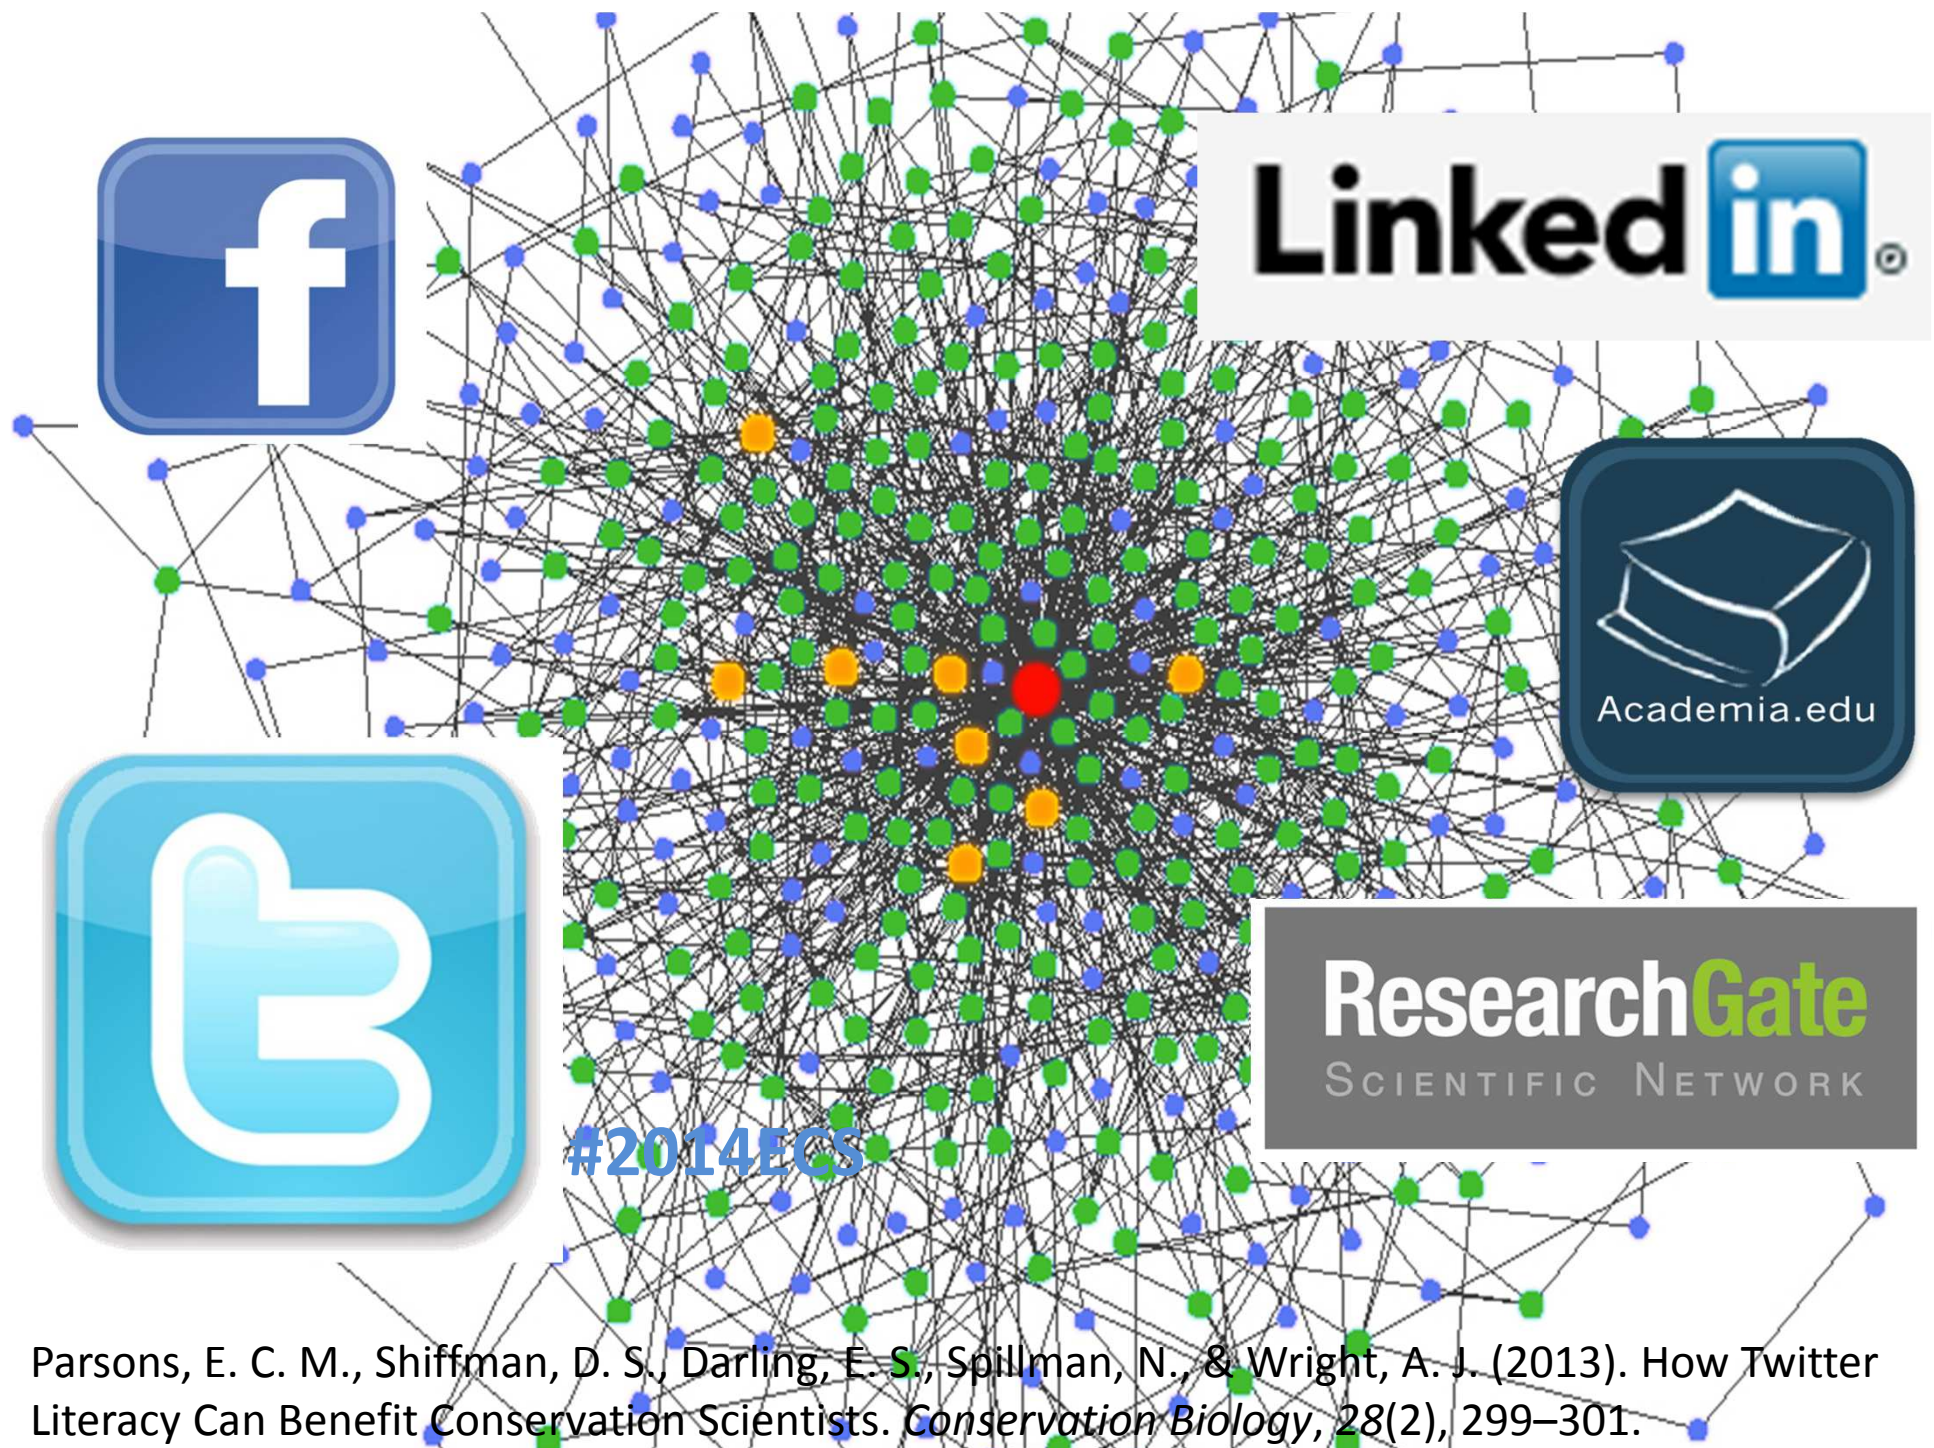 f
Linked in ®
Academia.edu
t
ResearchGate
SCIENTIFIC NETWORK
#2014ECS
Parsons, E. C. M., Shiffman, D. S., Darling, E. S., Spillman, N., & Wright, A. J. (2013). How Twitter
Literacy Can Benefit Conservation Scientists. Conservation Biology, 28(2), 299–301.